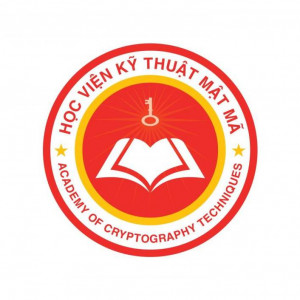 HỌC VIỆN KỸ THUẬT MẬT MÃ
ACADEMY OF CRYPTOGRAPHY TECHNIQUES